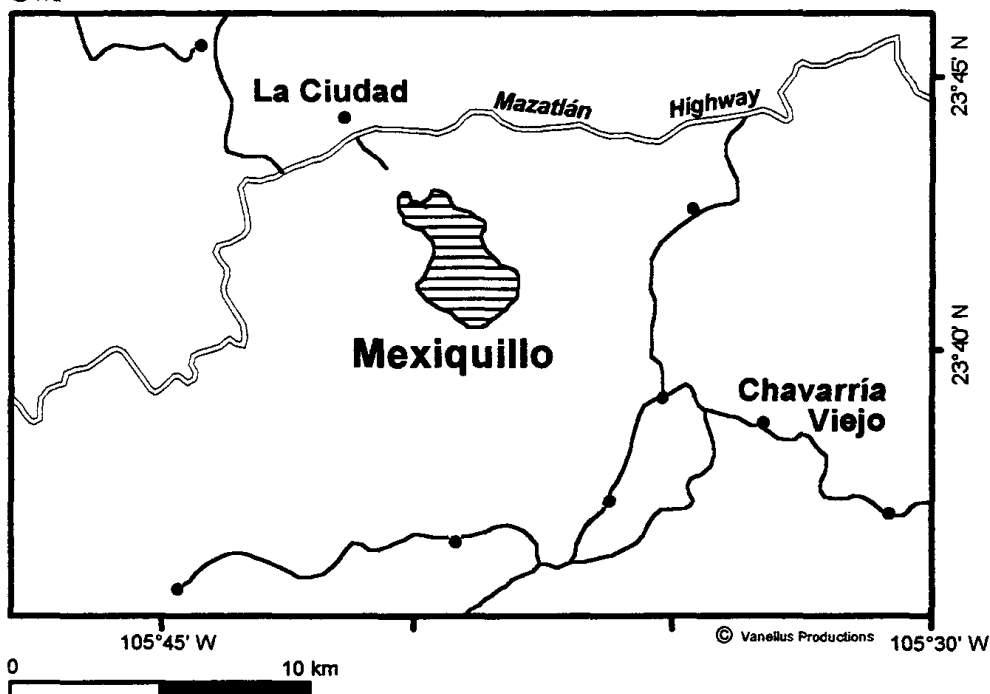 La Ciudad
Mazatlán Highway
23°45' N
Mexiquillo
23°40' N
Chavarría
Viejo
© Vanellus Productions
105°45' W
105°30' W
0 10 km